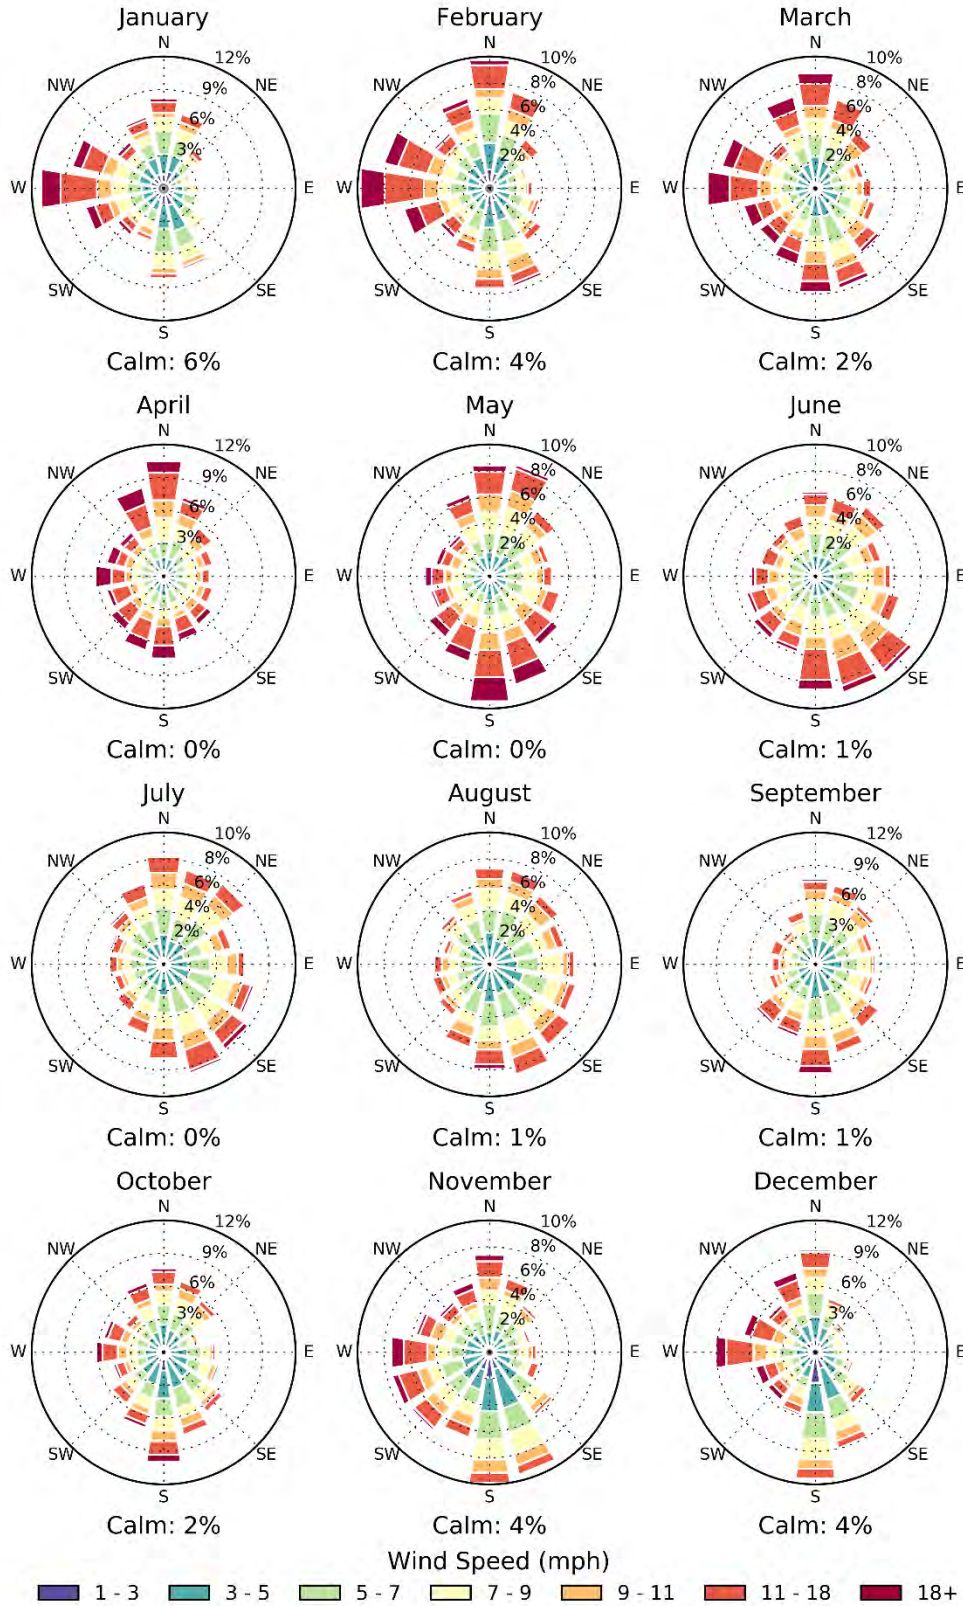 January February March
N N N
12% 10% 10%
NW NE NW NE NW NE
9% 8% 8%
6% 6% 6%
3% 4% 4%
2% 2%
W E W E W E
SW SE SW SE SW SE
S S S
Calm: 6% Calm: 4% Calm: 2%
April May June
N N N
12% 10% 10%
NW NE NW NE NW NE
9% 8% 8%
6% 6% 6%
3% 4% 4%
2% 2%
W E W E W E
SW SE SW SE SW SE
S S S
Calm: 0% Calm: 0% Calm: 1%
July August September
N N N
10% 10% 12%
NW NE NW NE NW NE
8% 8% 9%
6% 6% 6%
4% 4% 3%
2% 2%
W E W E W E
SW SE SW SE SW SE
S S S
Calm: 0% Calm: 1% Calm: 1%
October November December
N N N
12% 10% 12%
NW NE NW NE NW NE
9% 8% 9%
6% 6% 6%
3% 4% 3%
2%
W E W E W E
SW SE SW SE SW SE
S S S
Calm: 2% Calm: 4% Calm: 4%
Wind Speed (mph)
1 - 3 3 - 5 5 - 7 7 - 9 9 - 11 11 - 18 18+